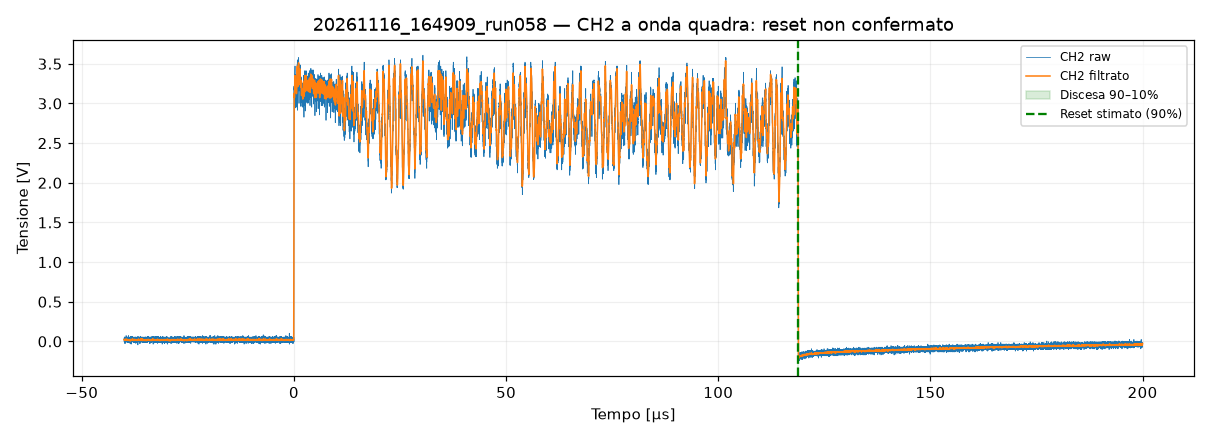 20261116_164909_run058 — CH2 a onda quadra: reset non confermato
CH2 raw
CH2 filtrato
Discesa 90–10%
Reset stimato (90%)
Tensione [V]
3.5
3.0
2.5
2.0
1.5
1.0
0.5
0.0
−50
0
50
100
150
200
Tempo [µs]